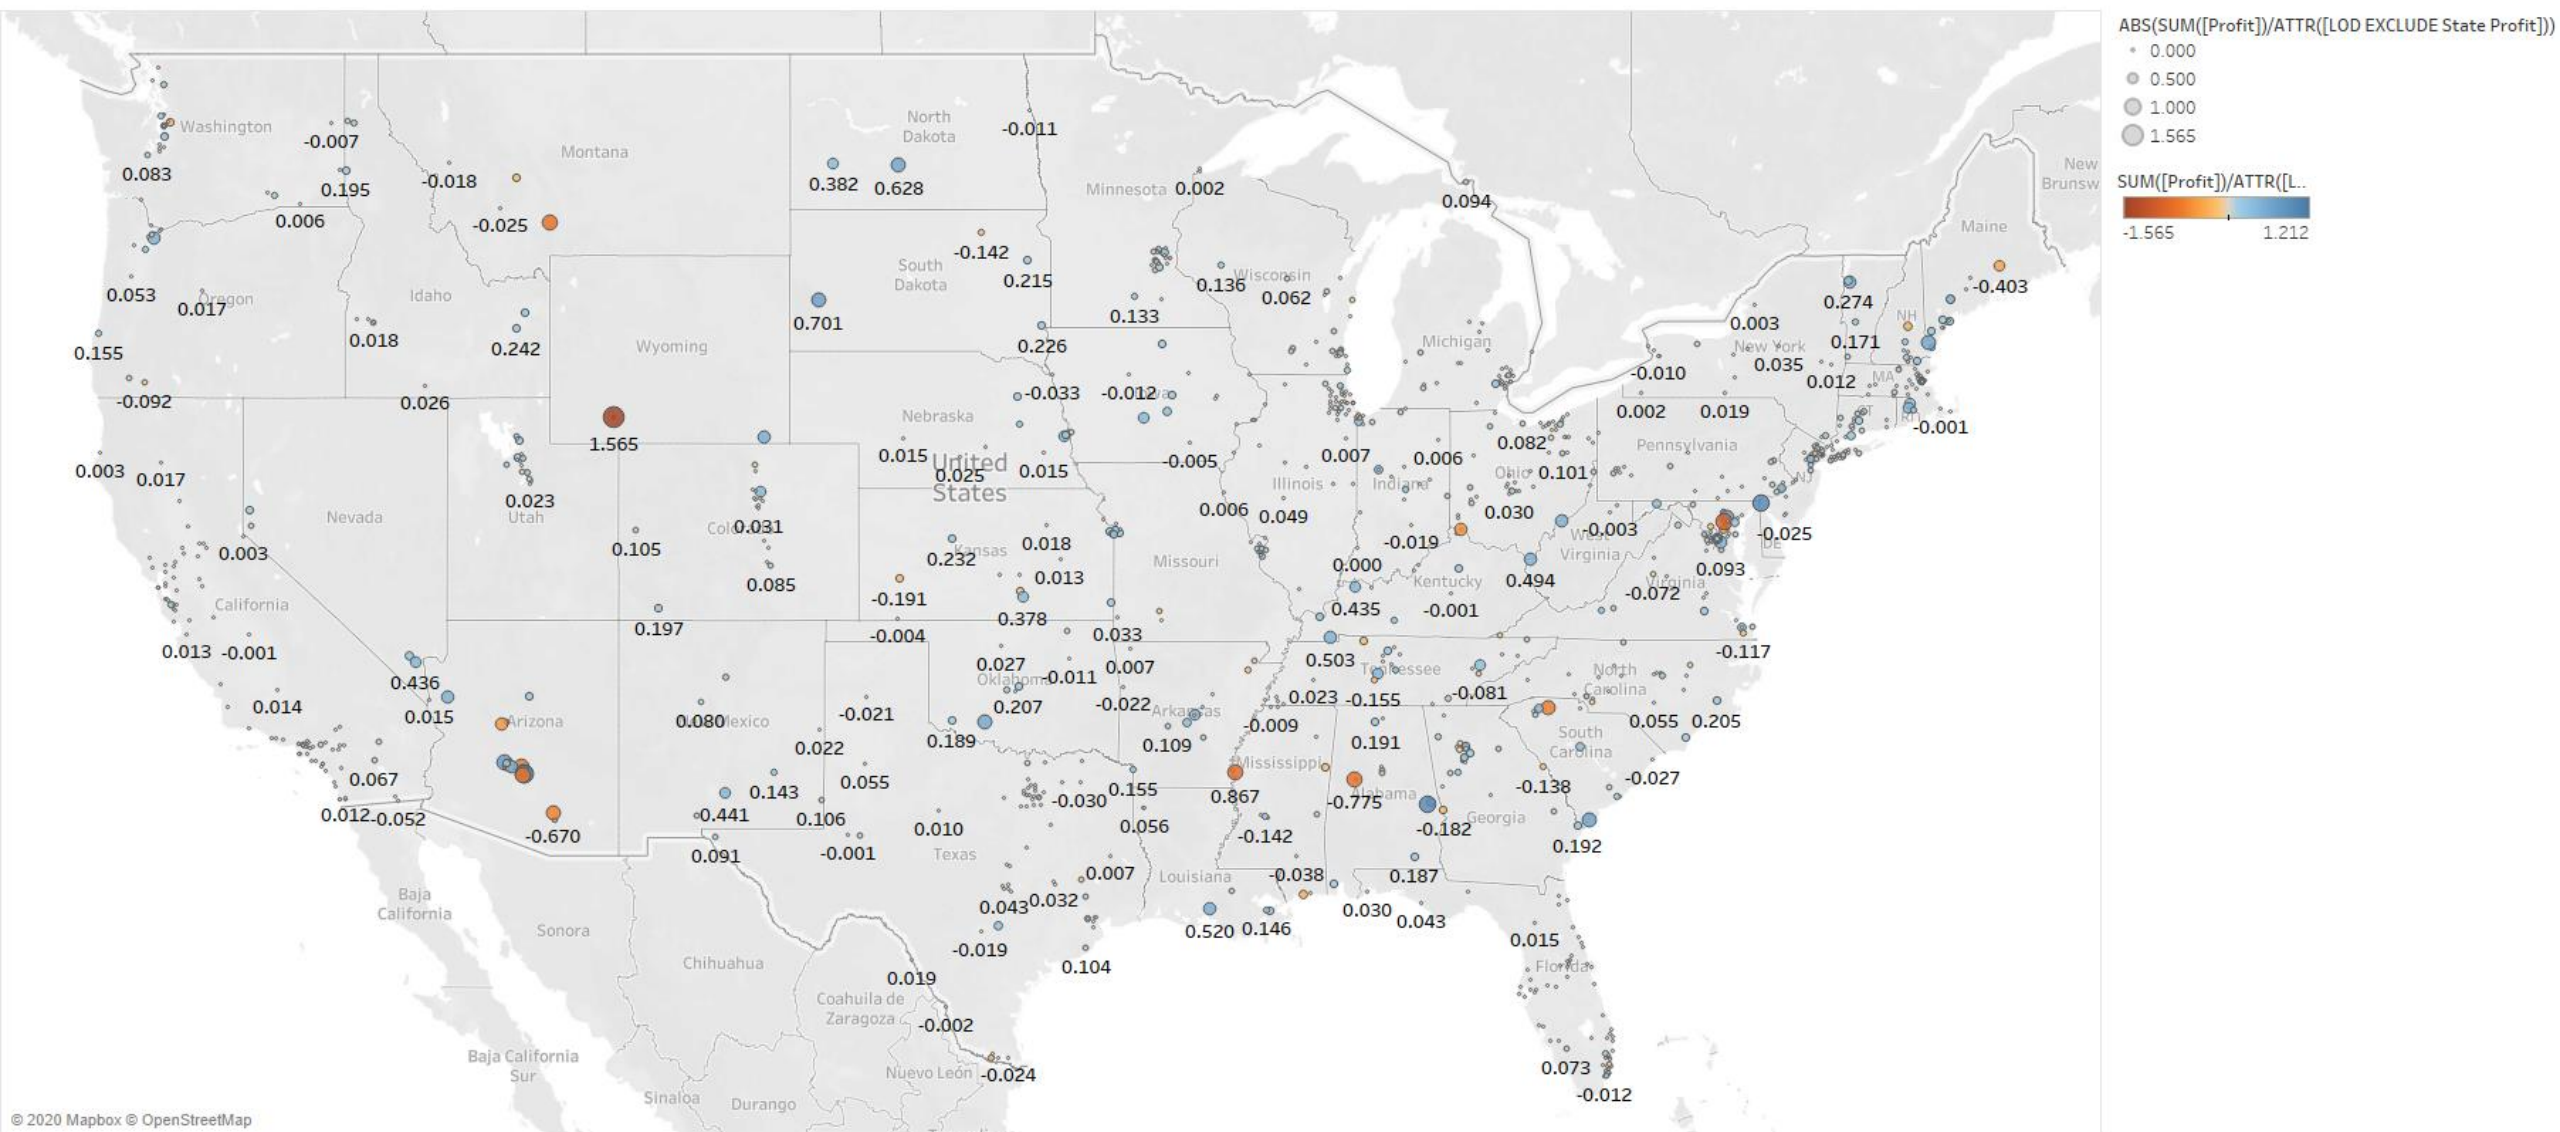 ABS(SUM([Profit])/ATTR([LOD EXCLUDE State Profit]))
0.000
0.500
1.000
1.565
SUM([Profit])/ATTR([L..
-1.565 1.212
Washington
North
Dakota
-0.011
-0.007
Montana
0.083
0.195
-0.018
0.382
0.628
Minnesota
0.002
0.094
New
Brunsw
0.006
-0.025
Maine
-0.142
South
Dakota
0.215
0.136
Wisconsin
0.062
0.274
-0.403
0.053
Oregon
0.017
Idaho
0.701
0.133
0.003
NH
0.155
0.018
0.242
Wyoming
0.226
Michigan
New York
0.035
0.171
-0.010
0.012
MA
-0.092
0.026
Nebraska
-0.033
-0.012
0.002
0.019
CT
-0.001
1.565
0.082
Pennsylvania
0.003
0.017
0.015
United
States
0.025
0.015
-0.005
0.007
0.006
Ohio
0.101
Illinois
Indiana
NJ
0.023
Utah
Nevada
0.031
0.006
0.049
0.030
-0.003
-0.025
0.003
0.105
0.232
Kansas
0.018
Missouri
-0.019
West
Virginia
DE
0.085
0.013
0.000
Kentucky
0.494
0.093
Virginia
-0.072
California
-0.191
0.378
0.435
-0.001
0.197
-0.004
0.033
0.013
-0.001
-0.117
0.027
Oklahoma
-0.011
0.007
0.503
Tennessee
North
Carolina
0.436
0.014
0.015
Arizona
0.080
-0.021
0.207
-0.022
Arkansas
0.023
-0.155
-0.081
0.189
0.109
-0.009
0.191
0.055
0.205
South
Carolina
0.022
Mississippi
0.067
0.143
0.055
0.155
0.867
-0.775
Alabama
-0.138
-0.027
0.012
-0.052
0.441
0.106
-0.030
-0.670
0.010
0.056
-0.142
-0.182
Georgia
0.192
0.091
-0.001
Texas
0.007
Louisiana
-0.038
0.187
Baja
California
0.043
0.032
0.030
0.043
Sonora
-0.019
0.520
0.146
0.015
Chihuahua
0.104
Florida
0.019
Coahuila de
Zaragoza
-0.002
Baja California
Sur
Nuevo León
-0.024
0.073
-0.012
Sinaloa
Durango
© 2020 Mapbox © OpenStreetMap